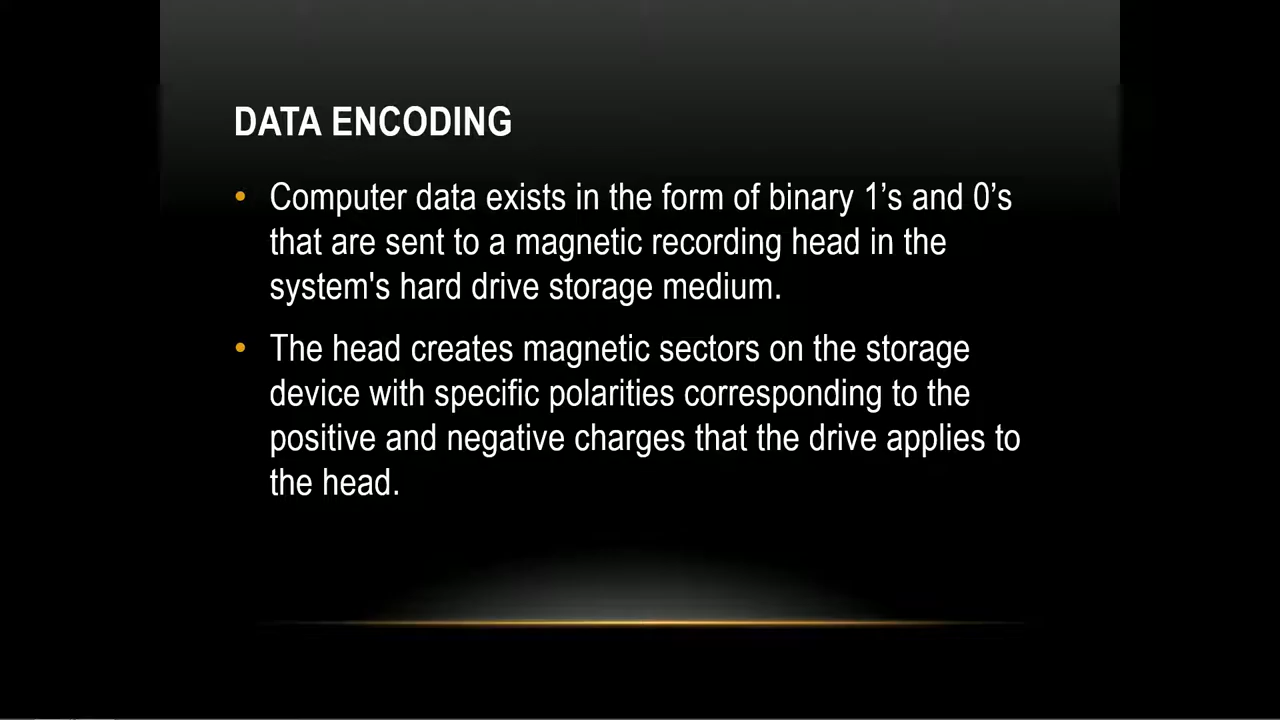 DATA ENCODING
• Computer data exists in the form of binary 1’s and 0’s
that are sent to a magnetic recording head in the
system's hard drive storage medium.
• The head creates magnetic sectors on the storage
device with specific polarities corresponding to the
positive and negative charges that the drive applies to
the head.